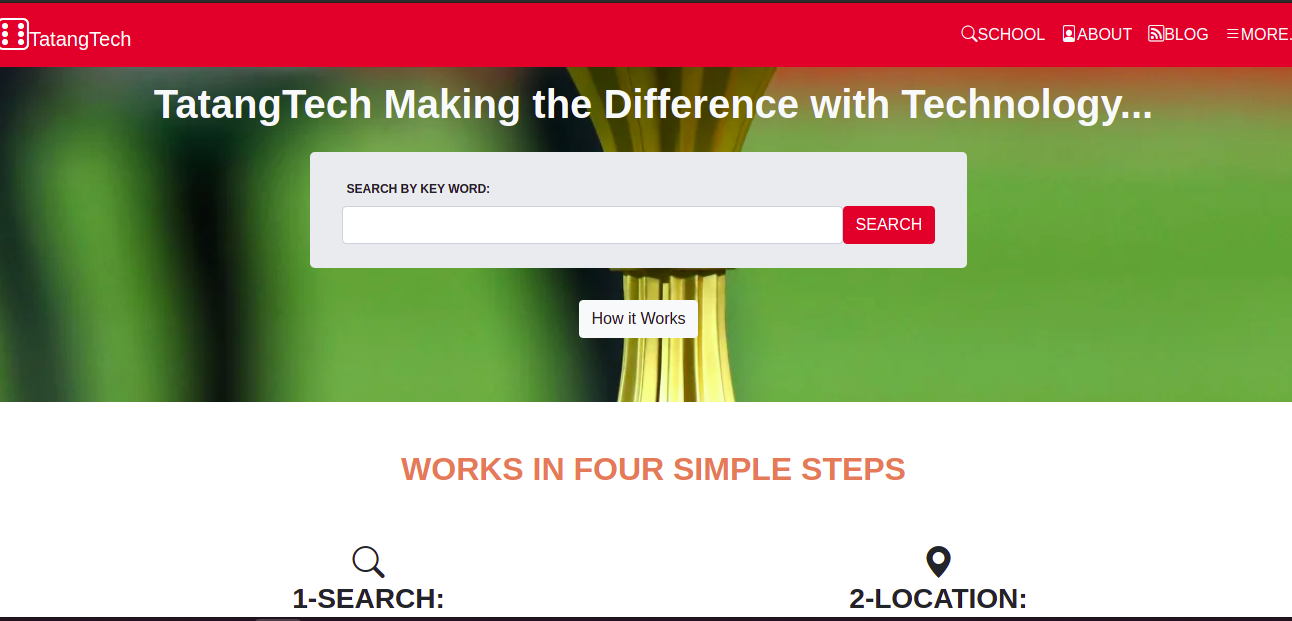 TatangTech
SCHOOL ABOUT BLOG MORE.
TatangTech Making the Difference with Technology...
SEARCH BY KEY WORD:
SEARCH
How it Works
WORKS IN FOUR SIMPLE STEPS
1-SEARCH:
2-LOCATION: